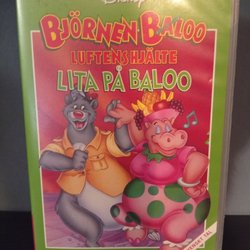 Disney
BJÖRNEN BALOO
LUFTENS HJÄLTE
LITA PÅ BALOO